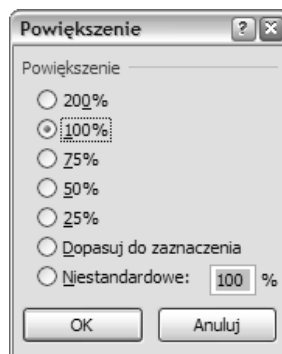 Powiększenie
Powiększenie
200%
100%
75%
50%
25%
Dopasuj do zaznaczenia
Niestandardowe: 100 %
OK Anuluj